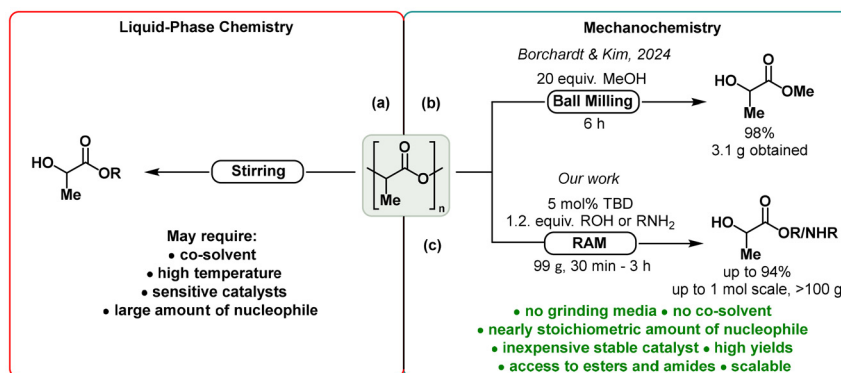 Liquid-Phase Chemistry
Mechanochemistry
Borchardt & Kim, 2024
20 equiv. MeOH
Ball Milling
6 h
HO
O
OMe
Me
98%
3.1 g obtained
(a)
(b)
HO
O
OR
Me
Stirring
O
O
Me
n
Our work
5 mol% TBD
1.2. equiv. ROH or RNH2
RAM
99 g, 30 min - 3 h
HO
O
OR/NHR
Me
up to 94%
up to 1 mol scale, >100 g
(c)
May require:
• co-solvent
• high temperature
• sensitive catalysts
• large amount of nucleophile
• no grinding media • no co-solvent
• nearly stoichiometric amount of nucleophile
• inexpensive stable catalyst • high yields
• access to esters and amides • scalable